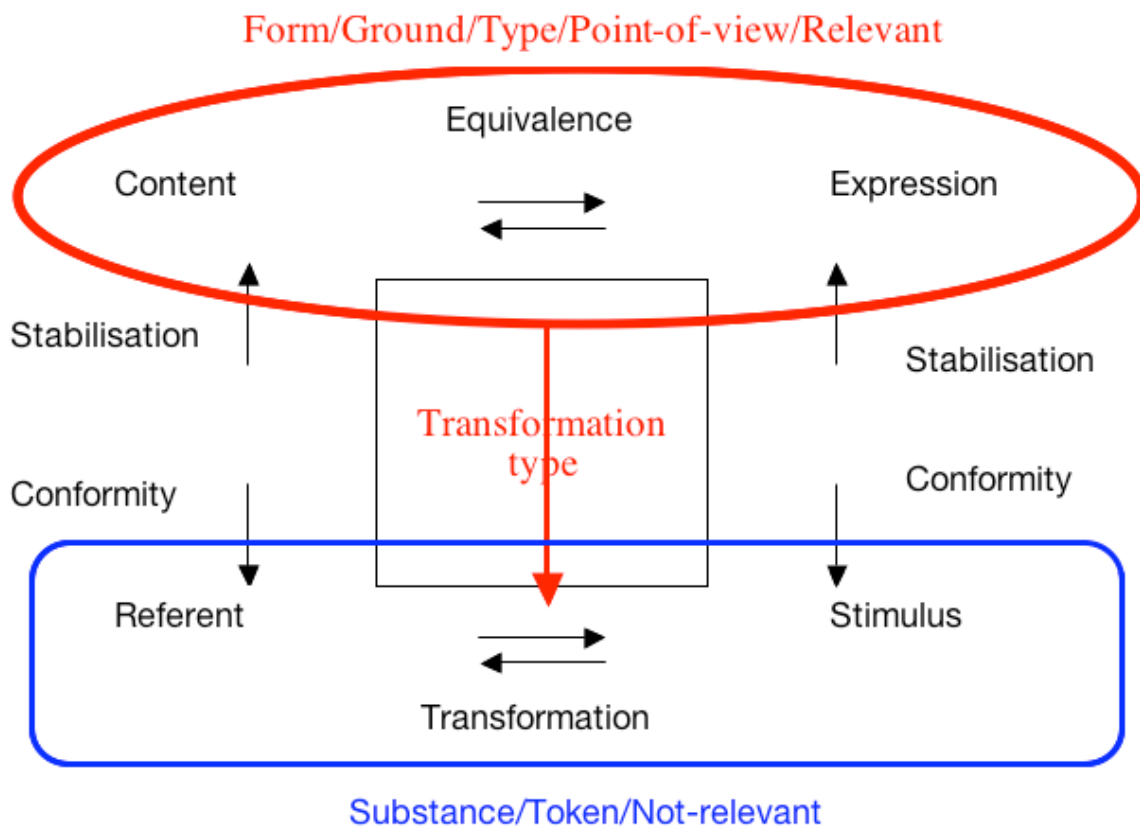 Form/Ground/Type/Point-of-view/Relevant
Equivalence
Content
Expression
Stabilisation
Stabilisation
Transformation
type
Conformity
Conformity
Referent
Stimulus
Transformation
Substance/Token/Not-relevant